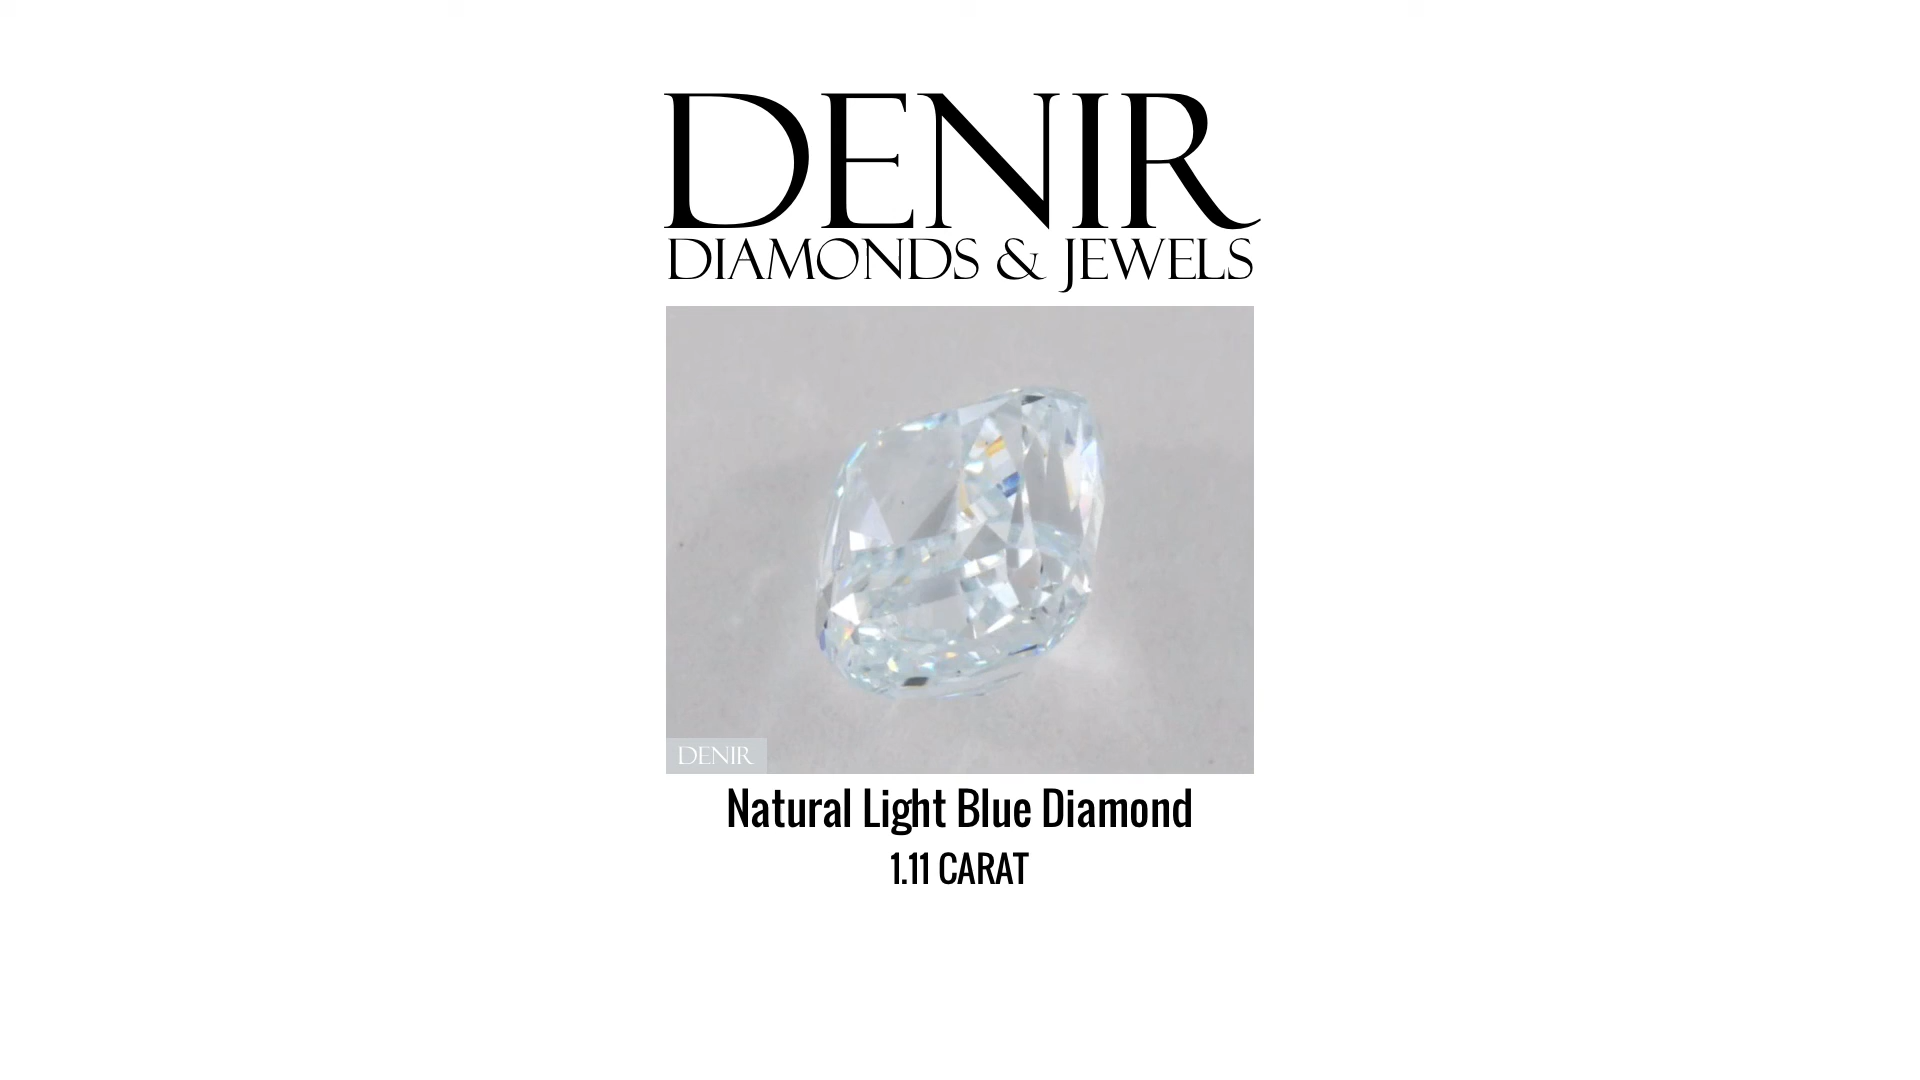 DENIR
DIAMONDS & JEWELS
DENIR
Natural Light Blue Diamond
1.11 CARAT